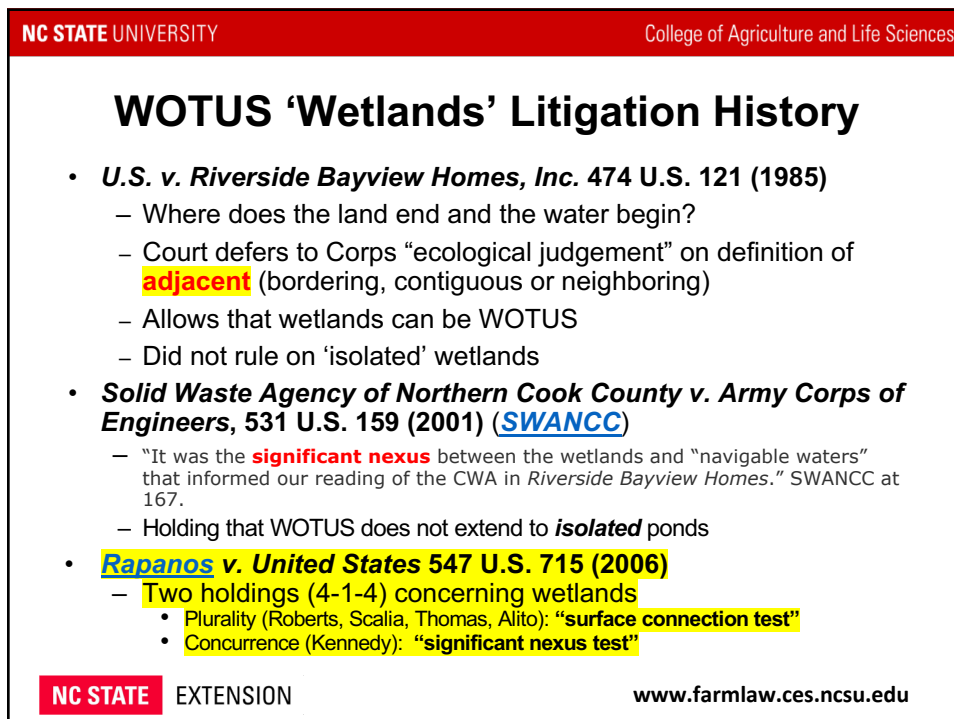 NC STATE UNIVERSITY
College of Agriculture and Life Sciences
WOTUS ‘Wetlands’ Litigation History
• U.S. v. Riverside Bayview Homes, Inc. 474 U.S. 121 (1985)
– Where does the land end and the water begin?
– Court defers to Corps “ecological judgement” on definition of
adjacent (bordering, contiguous or neighboring)
– Allows that wetlands can be WOTUS
– Did not rule on ‘isolated’ wetlands
• Solid Waste Agency of Northern Cook County v. Army Corps of
Engineers, 531 U.S. 159 (2001) (SWANCC)
– “It was the significant nexus between the wetlands and “navigable waters”
that informed our reading of the CWA in Riverside Bayview Homes.” SWANCC at
167.
– Holding that WOTUS does not extend to isolated ponds
• Rapanos v. United States 547 U.S. 715 (2006)
– Two holdings (4-1-4) concerning wetlands
• Plurality (Roberts, Scalia, Thomas, Alito): “surface connection test”
• Concurrence (Kennedy): “significant nexus test”
NC STATE EXTENSION
www.farmlaw.ces.ncsu.edu